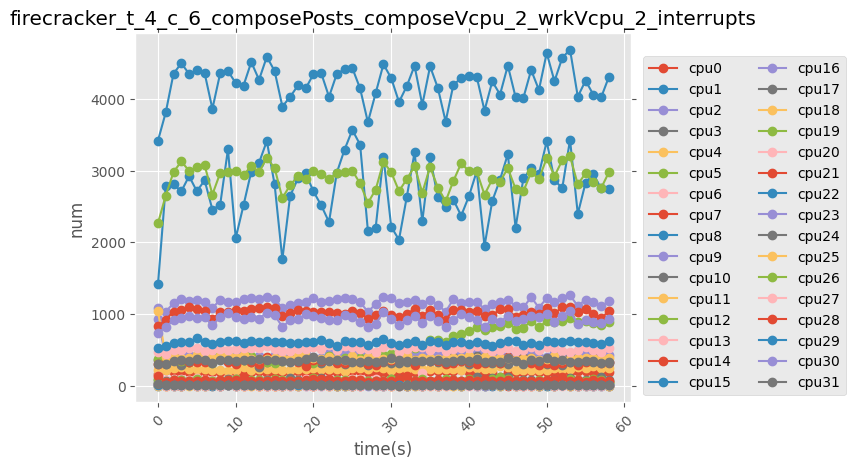 firecracker_t_4_c_6_composePosts_composeVcpu_2_wrkVcpu_2_interrupts
4000
3000
2000
1000
0
num
0
10
20
30
40
50
60
time(s)
cpu0
cpu1
cpu2
cpu3
cpu4
cpu5
cpu6
cpu7
cpu8
cpu9
cpu10
cpu11
cpu12
cpu13
cpu14
cpu15
cpu16
cpu17
cpu18
cpu19
cpu20
cpu21
cpu22
cpu23
cpu24
cpu25
cpu26
cpu27
cpu28
cpu29
cpu30
cpu31